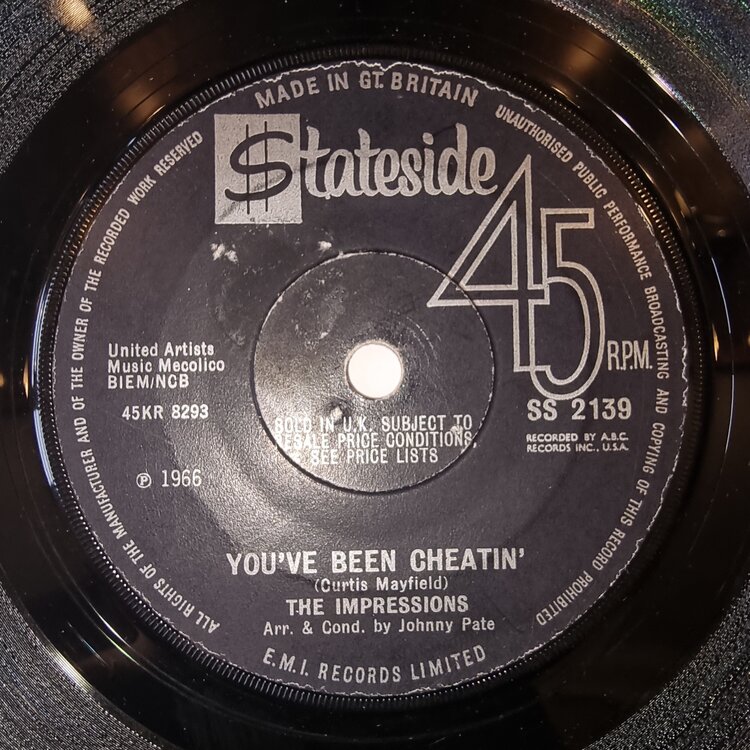 MADE IN GT. BRITAIN
UNAUTHORISED PUBLIC PERFORMANCE BROADCASTING AND COPYING OF THIS RECORD PROHIBITED
ALL RIGHTS OF THE MANUFACTURER AND OF THE OWNER OF THE RECORDED WORK RESERVED
$tateside
45
R.P.M.
United Artists
Music Mecolico
BIEM/NCB
45KR 8293
SS 2139
RECORDED BY A.B.C.
RECORDS INC., U.S.A.
SOLD IN U.K. SUBJECT TO
RESALE PRICE CONDITIONS,
SEE PRICE LISTS
℗ 1966
YOU'VE BEEN CHEATIN'
(Curtis Mayfield)
THE IMPRESSIONS
Arr. & Cond. by Johnny Pate
E.M.I. RECORDS LIMITED